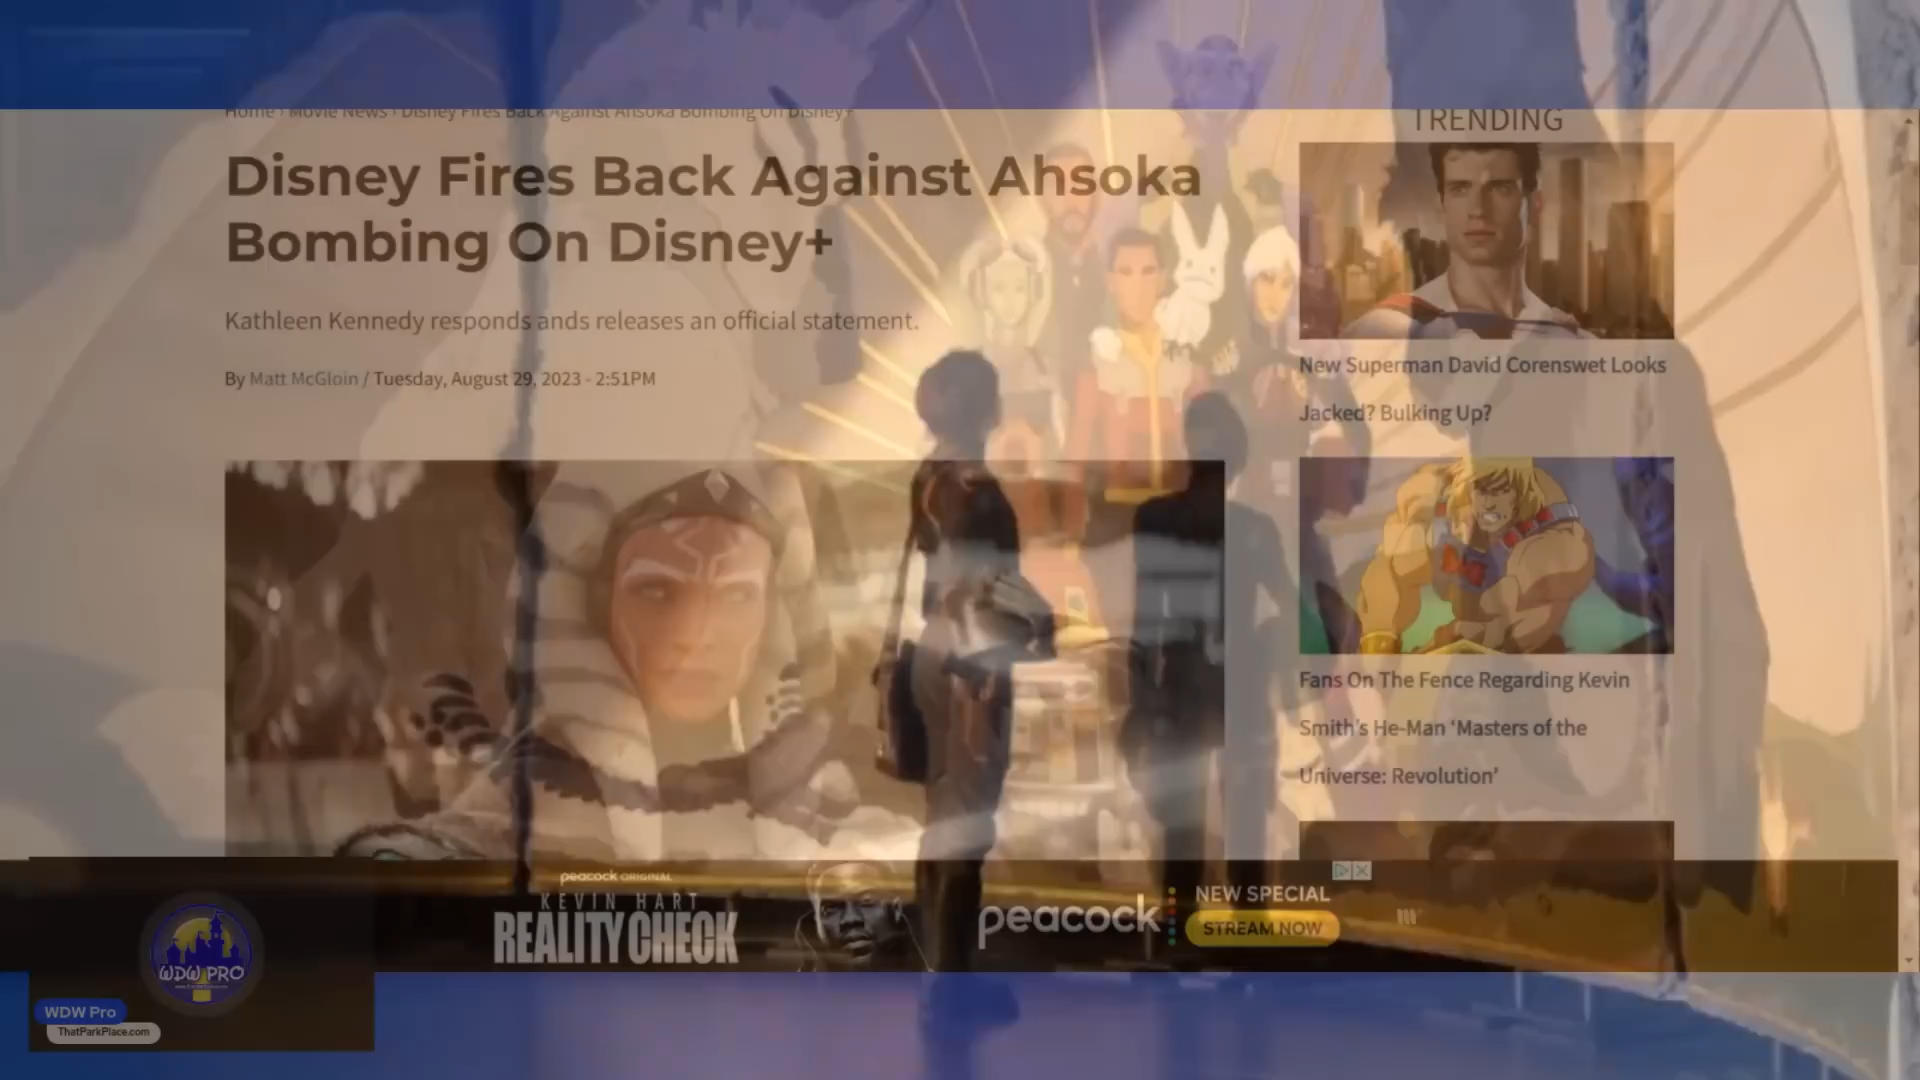 Home › Movie News › Disney Fires Back Against Ahsoka Bombing On Disney+
Disney Fires Back Against Ahsoka
Bombing On Disney+
Kathleen Kennedy responds ands releases an official statement.
By Matt McGloin / Tuesday, August 29, 2023 - 2:51PM
TRENDING
New Superman David Corenswet Looks
Jacked? Bulking Up?
Fans On The Fence Regarding Kevin
Smith's He-Man 'Masters of the
Universe: Revolution'
peacock ORIGINAL
KEVIN HART
REALITY CHECK
peacock
NEW SPECIAL
STREAM NOW
WDW PRO
WDW Pro
ThatParkPlace.com